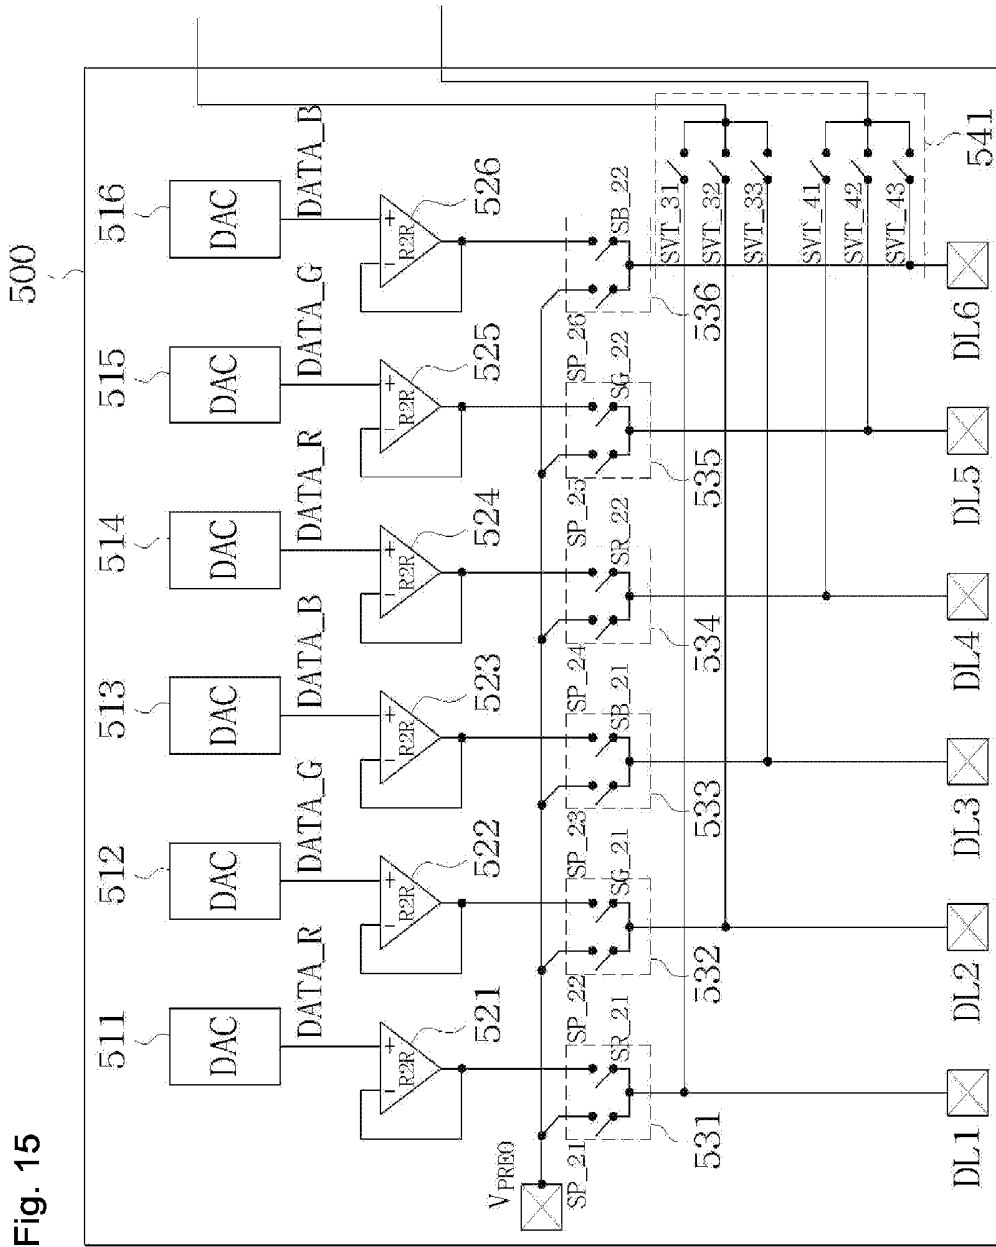 Fig. 15
500
511
512
513
514
515
516
DAC
DAC
DAC
DAC
DAC
DAC
DATA_R
DATA_G
DATA_B
DATA_R
DATA_G
DATA_B
+
−
R2R
521
+
−
R2R
522
+
−
R2R
523
+
−
R2R
524
+
−
R2R
525
+
−
R2R
526
VPRE0
SP_21
SR_21
531
SP_22
SG_21
532
SP_23
SB_21
533
SP_24
SR_22
534
SP_25
SG_22
535
SP_26
SB_22
536
SVT_31
SVT_32
SVT_33
SVT_41
SVT_42
SVT_43
541
DL1
DL2
DL3
DL4
DL5
DL6